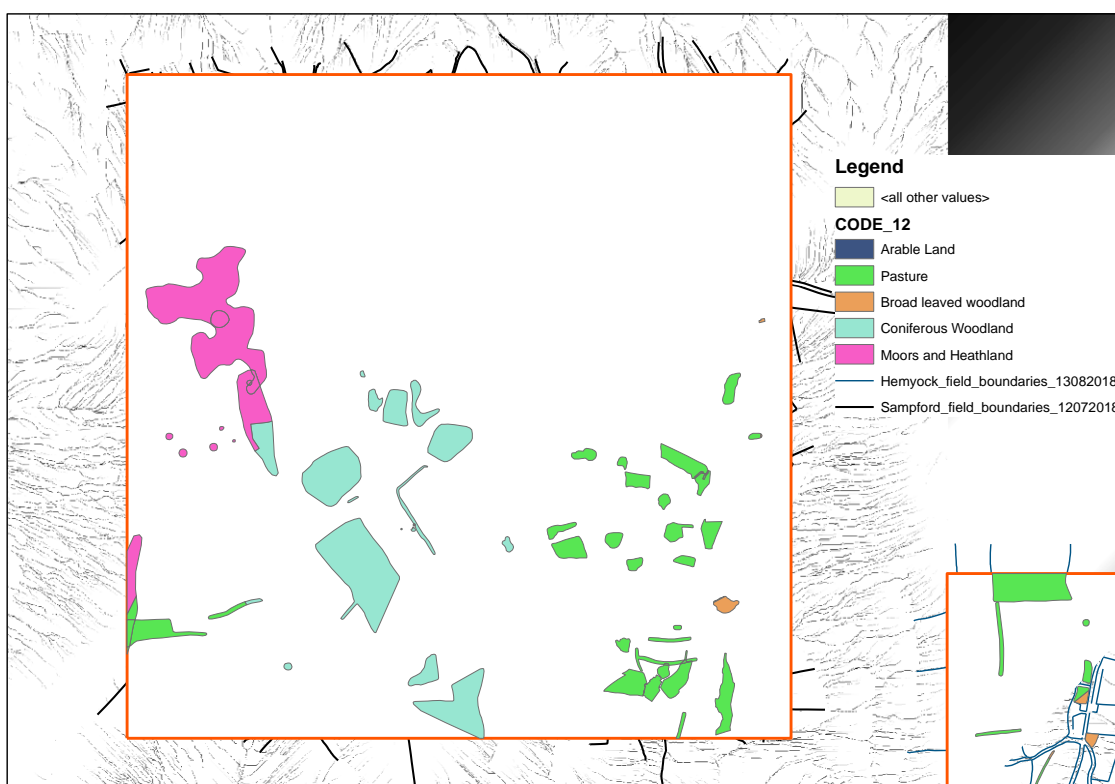 Legend
<all other values>
CODE_12
Arable Land
Pasture
Broad leaved woodland
Coniferous Woodland
Moors and Heathland
Hemyock_field_boundaries_13082018
Sampford_field_boundaries_12072018